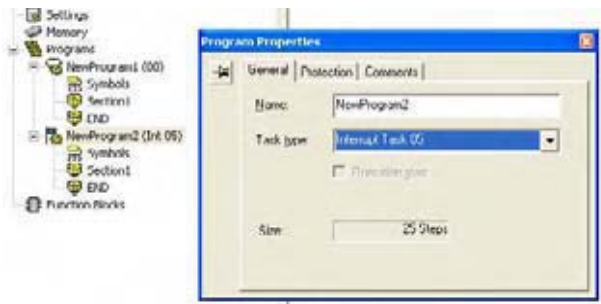 Settings
Memory
Programs
NewProgram1 (00)
Symbols
Section1
END
NewProgram2 (Int 05)
Symbols
Section1
END
Function Blocks
Program Properties
General Protection Comments
Name:
NewProgram2
Task type
Interrupt Task 05
Size
25 Steps